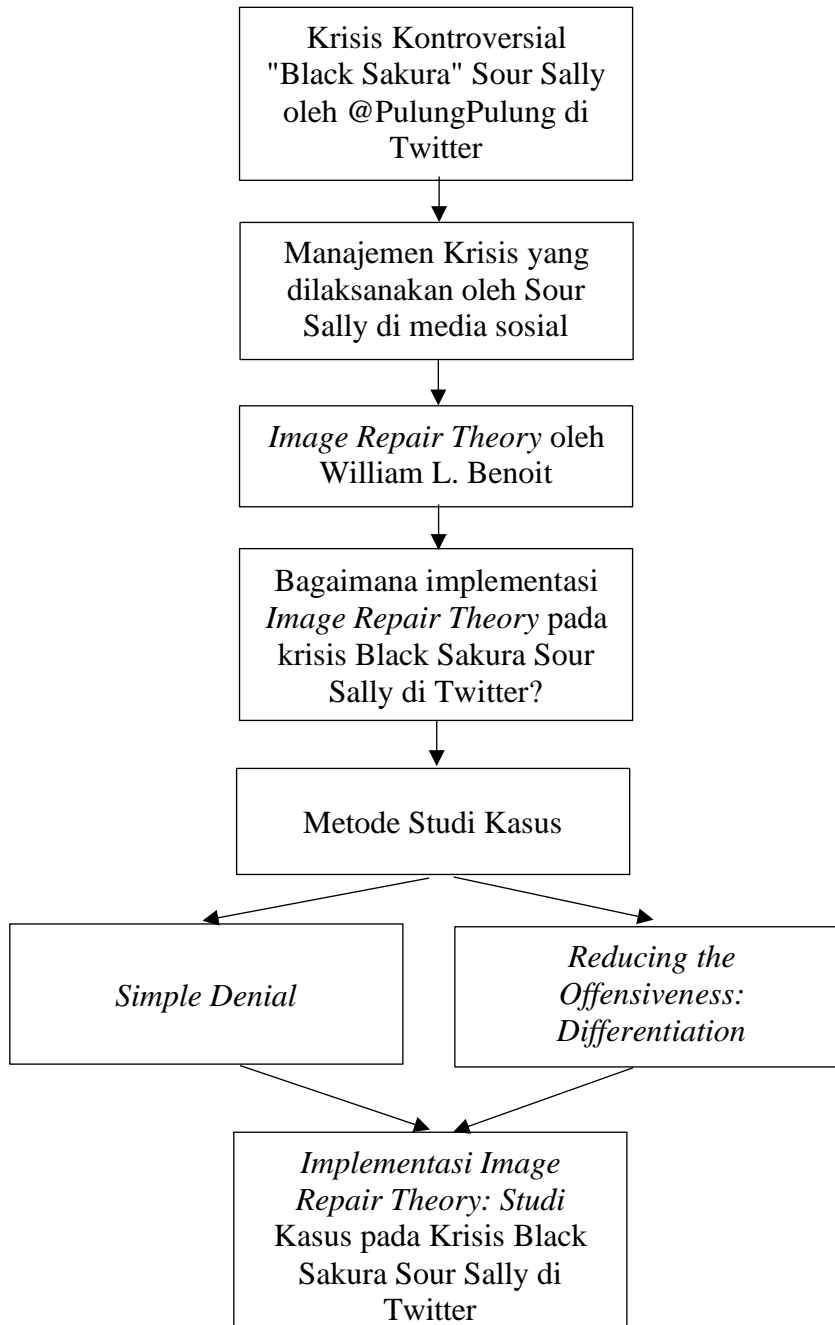 Krisis Kontroversial
"Black Sakura" Sour Sally
oleh @PulungPulung di
Twitter
Manajemen Krisis yang
dilaksanakan oleh Sour
Sally di media sosial
Image Repair Theory oleh
William L. Benoit
Bagaimana implementasi
Image Repair Theory pada
krisis Black Sakura Sour
Sally di Twitter?
Metode Studi Kasus
Simple Denial
Reducing the
Offensiveness:
Differentiation
Implementasi Image
Repair Theory: Studi
Kasus pada Krisis Black
Sakura Sour Sally di
Twitter